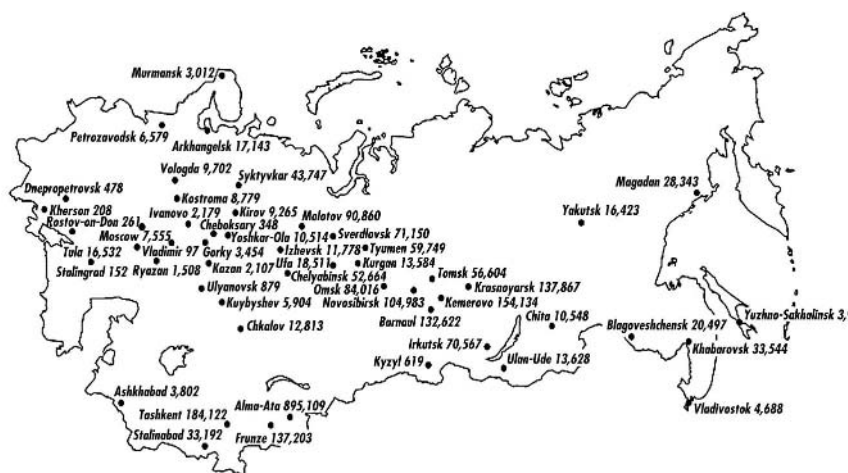 Murmansk 3,012
Petrozavodsk 6,579
Arkhangelsk 17,143
Vologda 9,702
Syktyvkar 43,747
Dnepropetrovsk 478
Kostroma 8,779
Magadan 28,343
Kherson 208
Ivanovo 2,179
Kirov 9,265
Molotov 90,860
Yakutsk 16,423
Rostov-on-Don 261
Cheboksary 348
Sverdlovsk 71,150
Moscow 7,555
Yoshkar-Ola 10,514
Tula 16,532
Vladimir 97
Gorky 3,454
Izhevsk 11,778
Tyumen 59,749
Stalingrad 152
Ryazan 1,508
Kazan 2,107
Ufa 18,511
Kurgan 13,584
Chelyabinsk 52,664
Tomsk 56,604
Ulyanovsk 879
Omsk 84,016
Krasnoyarsk 137,867
Kuybyshev 5,904
Novosibirsk 104,983
Kemerovo 154,134
Chkalov 12,813
Barnaul 132,622
Chita 10,548
Yuzhno-Sakhalinsk 3,9
Blagoveshchensk 20,497
Irkutsk 70,567
Khabarovsk 33,544
Kyzyl 619
Ulan-Ude 13,628
Ashkhabad 3,802
Alma-Ata 895,109
Vladivostok 4,688
Tashkent 184,122
Stalinabad 33,192
Frunze 137,203